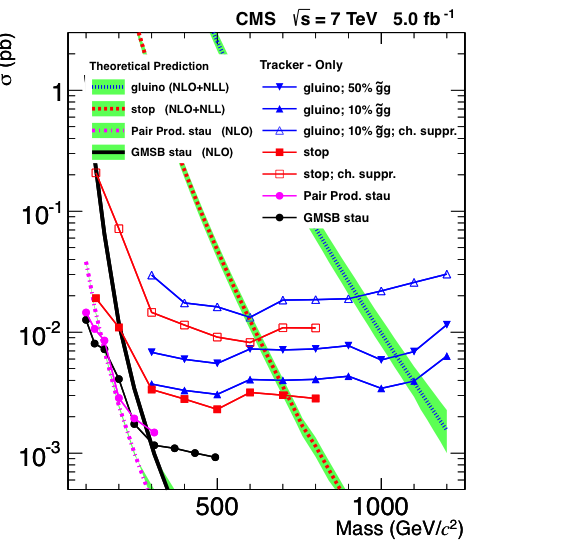 CMS √s = 7 TeV 5.0 fb⁻¹
σ (pb)
Theoretical Prediction
gluino (NLO+NLL)
stop (NLO+NLL)
Pair Prod. stau (NLO)
GMSB stau (NLO)
Tracker - Only
gluino; 50% g̃g
gluino; 10% g̃g
gluino; 10% g̃g; ch. suppr.
stop
stop; ch. suppr.
Pair Prod. stau
GMSB stau
1
10⁻¹
10⁻²
10⁻³
500 1000
Mass (GeV/c²)